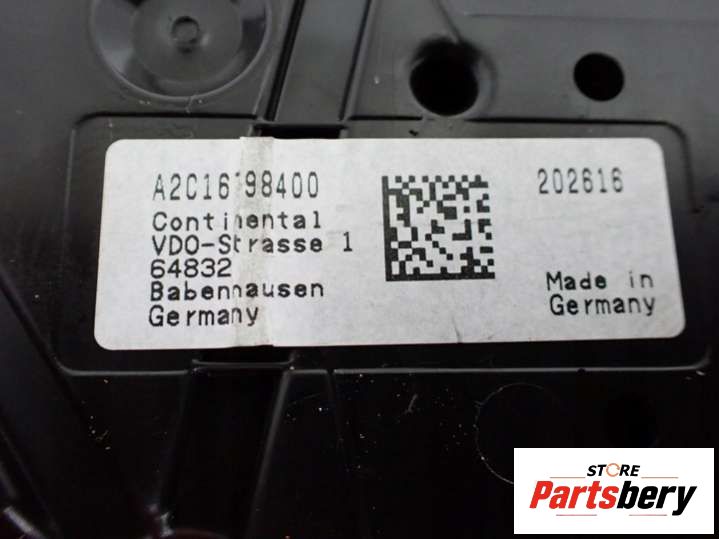 202616
Continental
VDO-Strasse 1
64832
Babenhausen
Germany
Made in
Germany
STORE
Partsbery